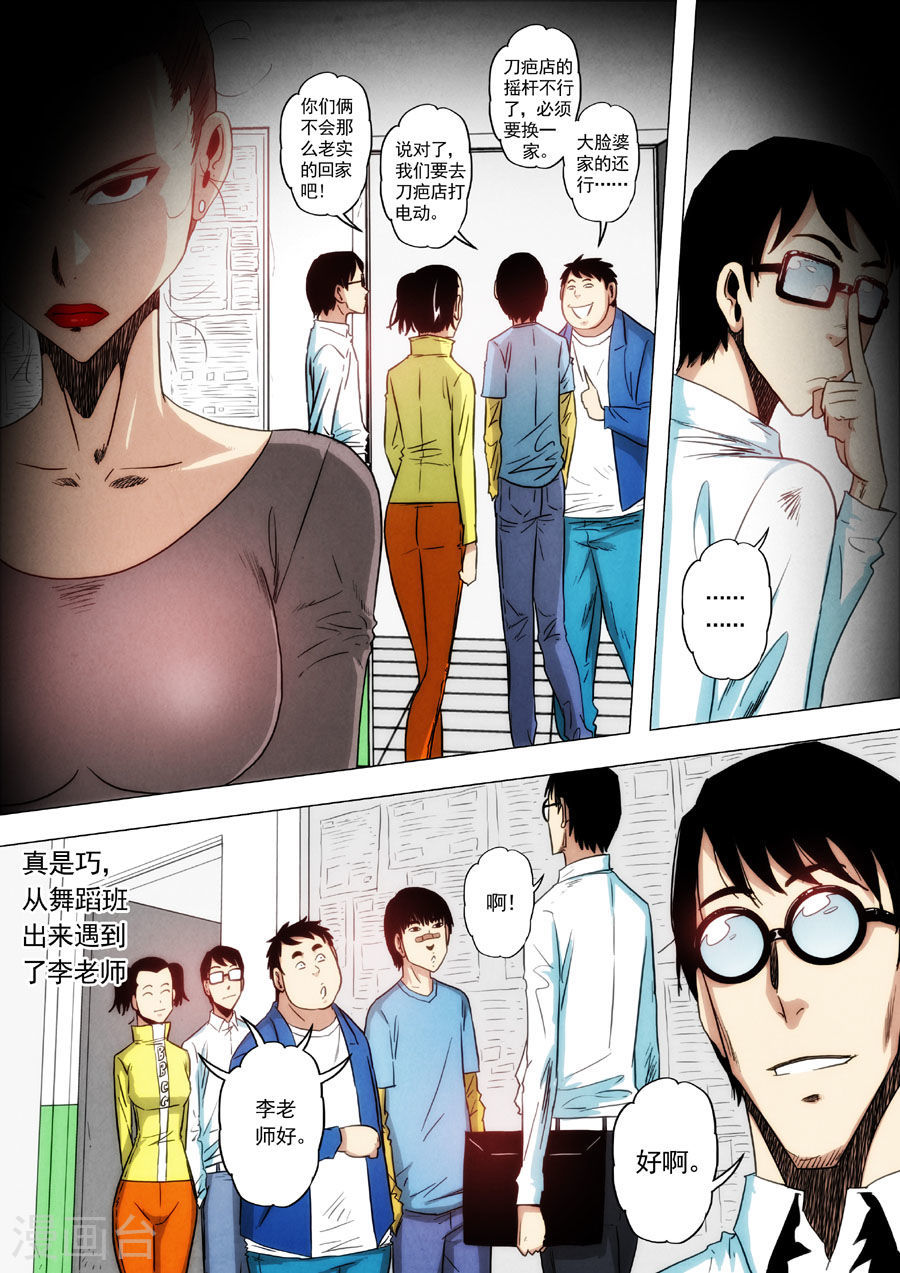 你们俩
不会那
么老实
的回家
吧！
说对了，
我们要去
刀疤店打
电动。
刀疤店的
摇杆不行
了，必须
要换一
家。
大脸婆
家的还
行……
……
……
真是巧，
从舞蹈班
出来遇到
了李老师
啊！
李老
师好。
好啊。
漫画台